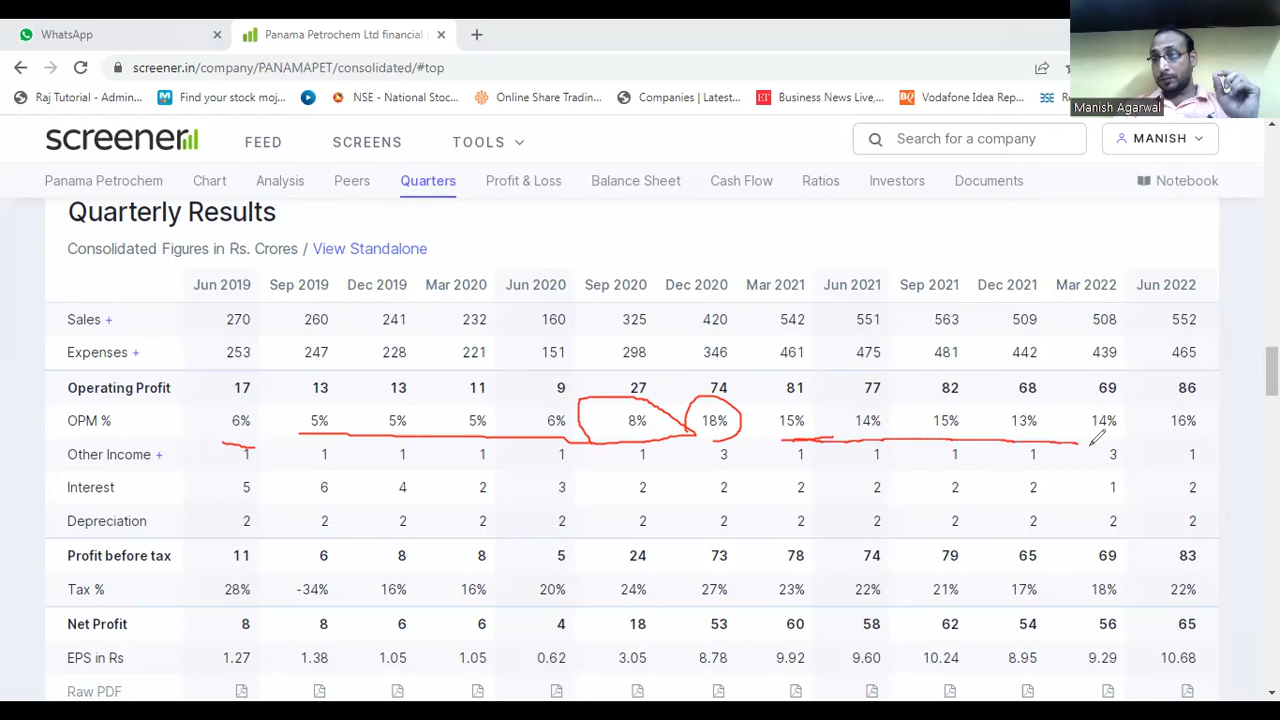 WhatsApp
Panama Petrochem Ltd financial
screener.in/company/PANAMAPET/consolidated/#top
Raj Tutorial - Admin...
Find your stock moj...
NSE - National Stoc...
Online Share Tradin...
Companies | Latest...
ET Business News Live,...
BQ Vodafone Idea Rep...
Manish Agarwal
screener
FEED SCREENS TOOLS
Search for a company
MANISH
Panama Petrochem Chart Analysis Peers Quarters Profit & Loss Balance Sheet Cash Flow Ratios Investors Documents Notebook
Quarterly Results
Consolidated Figures in Rs. Crores / View Standalone
Jun 2019 Sep 2019 Dec 2019 Mar 2020 Jun 2020 Sep 2020 Dec 2020 Mar 2021 Jun 2021 Sep 2021 Dec 2021 Mar 2022 Jun 2022
Sales + 270 260 241 232 160 325 420 542 551 563 509 508 552
Expenses + 253 247 228 221 151 298 346 461 475 481 442 439 465
Operating Profit 17 13 13 11 9 27 74 81 77 82 68 69 86
OPM % 6% 5% 5% 5% 6% 8% 18% 15% 14% 15% 13% 14% 16%
Other Income + 1 1 1 1 1 1 3 1 1 1 1 3 1
Interest 5 6 4 2 3 2 2 2 2 2 2 1 2
Depreciation 2 2 2 2 2 2 2 2 2 2 2 2 2
Profit before tax 11 6 8 8 5 24 73 78 74 79 65 69 83
Tax % 28% -34% 16% 16% 20% 24% 27% 23% 22% 21% 17% 18% 22%
Net Profit 8 8 6 6 4 18 53 60 58 62 54 56 65
EPS in Rs 1.27 1.38 1.05 1.05 0.62 3.05 8.78 9.92 9.60 10.24 8.95 9.29 10.68
Raw PDF